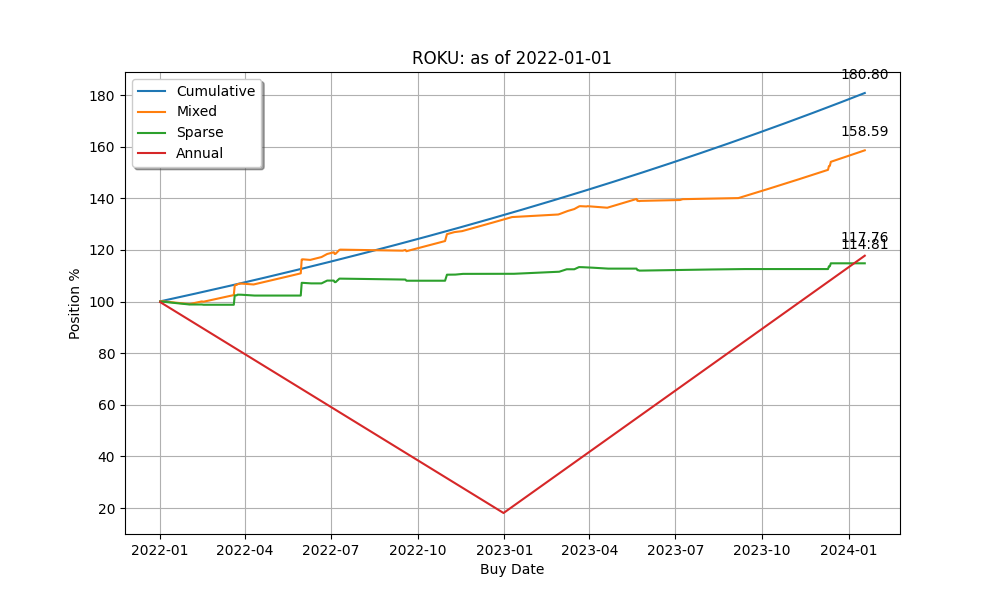 ROKU: as of 2022-01-01
Cumulative
Mixed
Sparse
Annual
180.80
158.59
117.76
114.81
180
160
140
120
100
80
60
40
20
Position %
2022-01 2022-04 2022-07 2022-10 2023-01 2023-04 2023-07 2023-10 2024-01
Buy Date